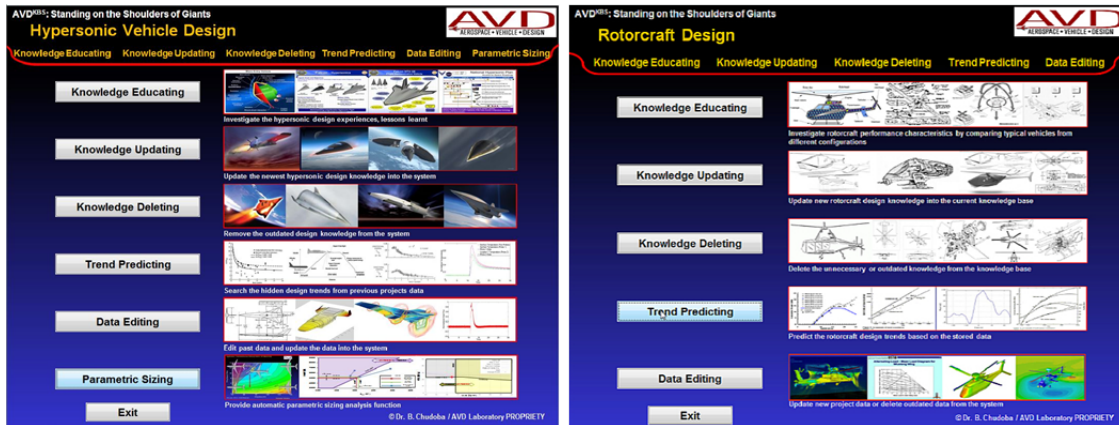 AVDKBS: Standing on the Shoulders of Giants
Hypersonic Vehicle Design
AVD
AEROSPACE • VEHICLE • DESIGN
Knowledge Educating Knowledge Updating Knowledge Deleting Trend Predicting Data Editing Parametric Sizing
Knowledge Educating
Investigate the hypersonic design experiences, lessons learnt
Knowledge Updating
Update the newest hypersonic design knowledge into the system
Knowledge Deleting
Remove the outdated design knowledge from the system
Trend Predicting
Search the hidden design trends from previous projects data
Data Editing
Edit past data and update the data into the system
Parametric Sizing
Provide automatic parametric sizing analysis function
Exit
© Dr. B. Chudoba / AVD Laboratory PROPRIETY
AVDKBS: Standing on the Shoulders of Giants
Rotorcraft Design
AVD
AEROSPACE • VEHICLE • DESIGN
Knowledge Educating Knowledge Updating Knowledge Deleting Trend Predicting Data Editing
Knowledge Educating
Investigate rotorcraft performance characteristics by comparing typical vehicles from
different configurations
Knowledge Updating
Update new rotorcraft design knowledge into the current knowledge base
Knowledge Deleting
Delete the unnecessary or outdated knowledge from the knowledge base
Trend Predicting
Predict the rotorcraft design trends based on the stored data
Data Editing
Update new project data or delete outdated data from the system
Exit
© Dr. B. Chudoba / AVD Laboratory PROPRIETY